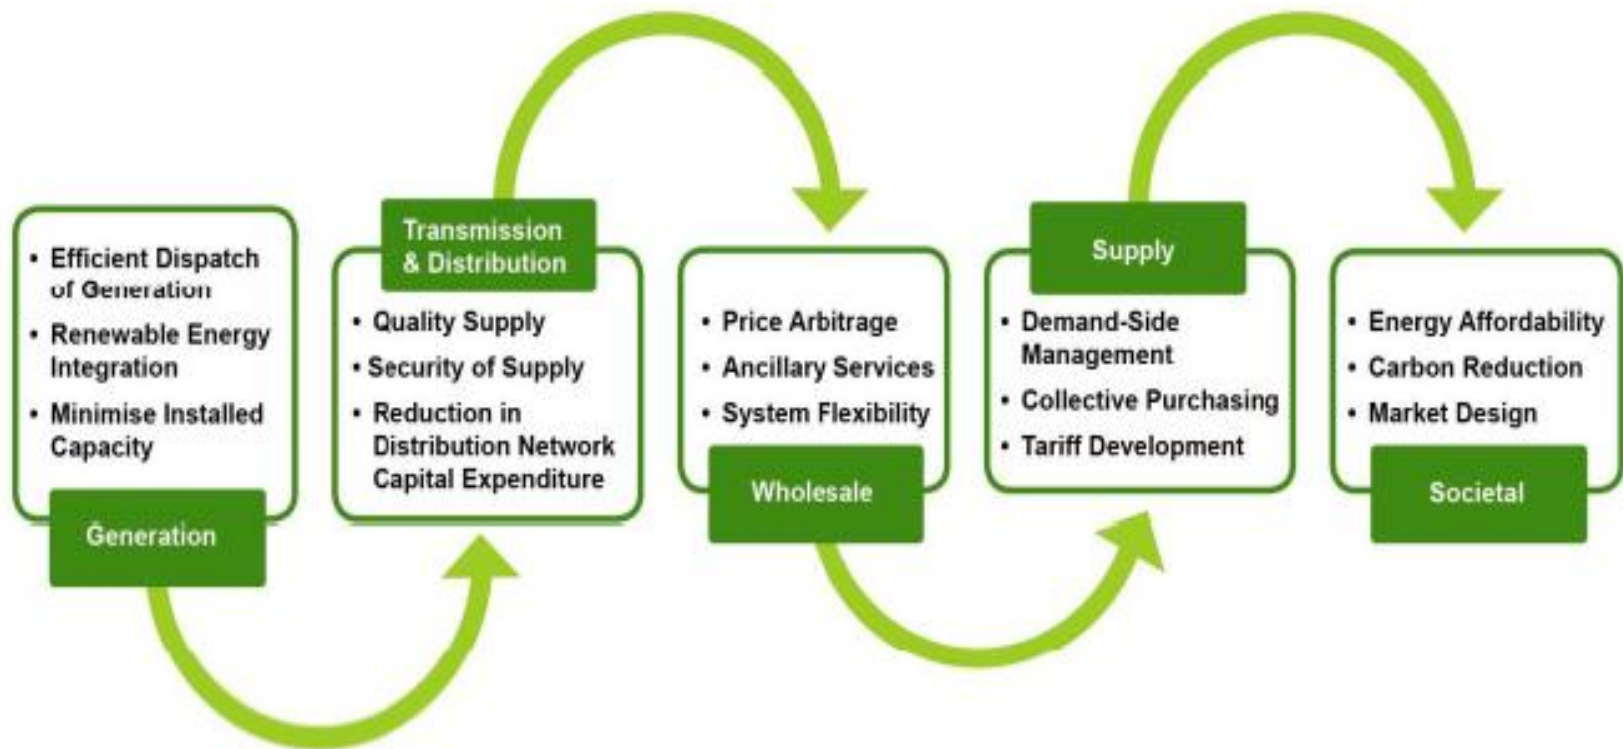 • Efficient Dispatch
of Generation
• Renewable Energy
Integration
• Minimise Installed
Capacity
Generation
Transmission
& Distribution
• Quality Supply
• Security of Supply
• Reduction in
Distribution Network
Capital Expenditure
• Price Arbitrage
• Ancillary Services
• System Flexibility
Wholesale
Supply
• Demand-Side
Management
• Collective Purchasing
• Tariff Development
• Energy Affordability
• Carbon Reduction
• Market Design
Societal